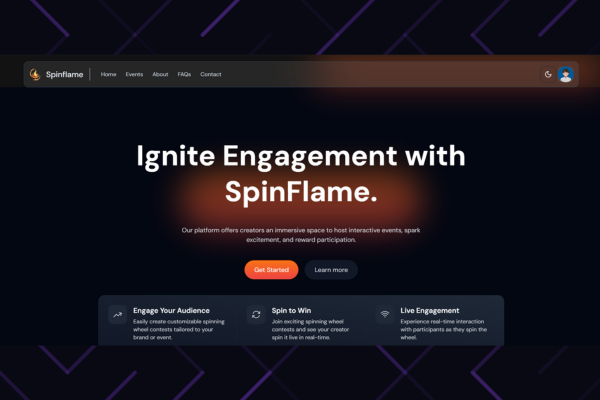 Spinflame
Home Events About FAQs Contact
Ignite Engagement with
SpinFlame.
Our platform offers creators an immersive space to host interactive events, spark
excitement, and reward participation.
Get Started Learn more
Engage Your Audience
Easily create customizable spinning
wheel contests tailored to your
brand or event.
Spin to Win
Join exciting spinning wheel
contests and see your creator
spin it live in real-time.
Live Engagement
Experience real-time interaction
with participants as they spin the
wheel.